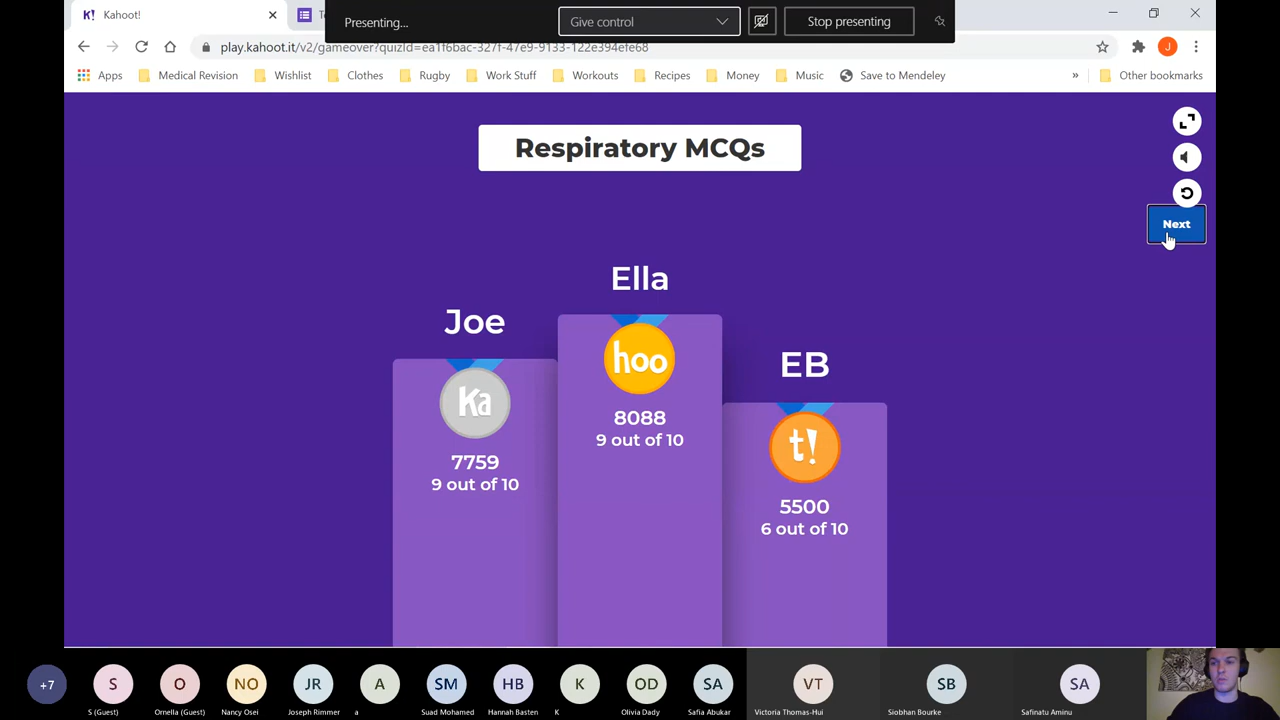 K! Kahoot!
Te
Presenting...
Give control
Stop presenting
play.kahoot.it/v2/gameover?quizId=ea1f6bac-327f-47e9-9133-122e394efe68
J
Apps
Medical Revision
Wishlist
Clothes
Rugby
Work Stuff
Workouts
Recipes
Money
Music
Save to Mendeley
»
Other bookmarks
Respiratory MCQs
Next
Ella
hoo
8088
9 out of 10
Joe
Ka
7759
9 out of 10
EB
t!
5500
6 out of 10
+7
S
S (Guest)
O
Ornella (Guest)
NO
Nancy Osei
JR
Joseph Rimmer
A
a
SM
Suad Mohamed
HB
Hannah Basten
K
K
OD
Olivia Dady
SA
Safia Abukar
VT
Victoria Thomas-Hui
SB
Siobhan Bourke
SA
Safinatu Aminu